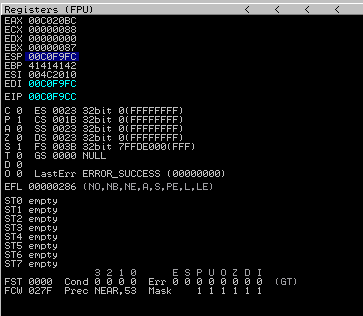 Registers (FPU) < < < <
EAX 00C020BC
ECX 00000088
EDX 00000000
EBX 00000087
ESP 00C0F9FC
EBP 41414142
ESI 004C2010
EDI 00C0F9FC
EIP 00C0F9CC
C 0 ES 0023 32bit 0(FFFFFFFF)
P 1 CS 001B 32bit 0(FFFFFFFF)
A 0 SS 0023 32bit 0(FFFFFFFF)
Z 0 DS 0023 32bit 0(FFFFFFFF)
S 1 FS 003B 32bit 7FFDE000(FFF)
T 0 GS 0000 NULL
D 0
O 0 LastErr ERROR_SUCCESS (00000000)
EFL 00000286 (NO,NB,NE,A,S,PE,L,LE)
ST0 empty
ST1 empty
ST2 empty
ST3 empty
ST4 empty
ST5 empty
ST6 empty
ST7 empty
3 2 1 0 E S P U O Z D I
FST 0000 Cond 0 0 0 0 Err 0 0 0 0 0 0 0 0 (GT)
FCW 027F Prec NEAR,53 Mask 1 1 1 1 1 1